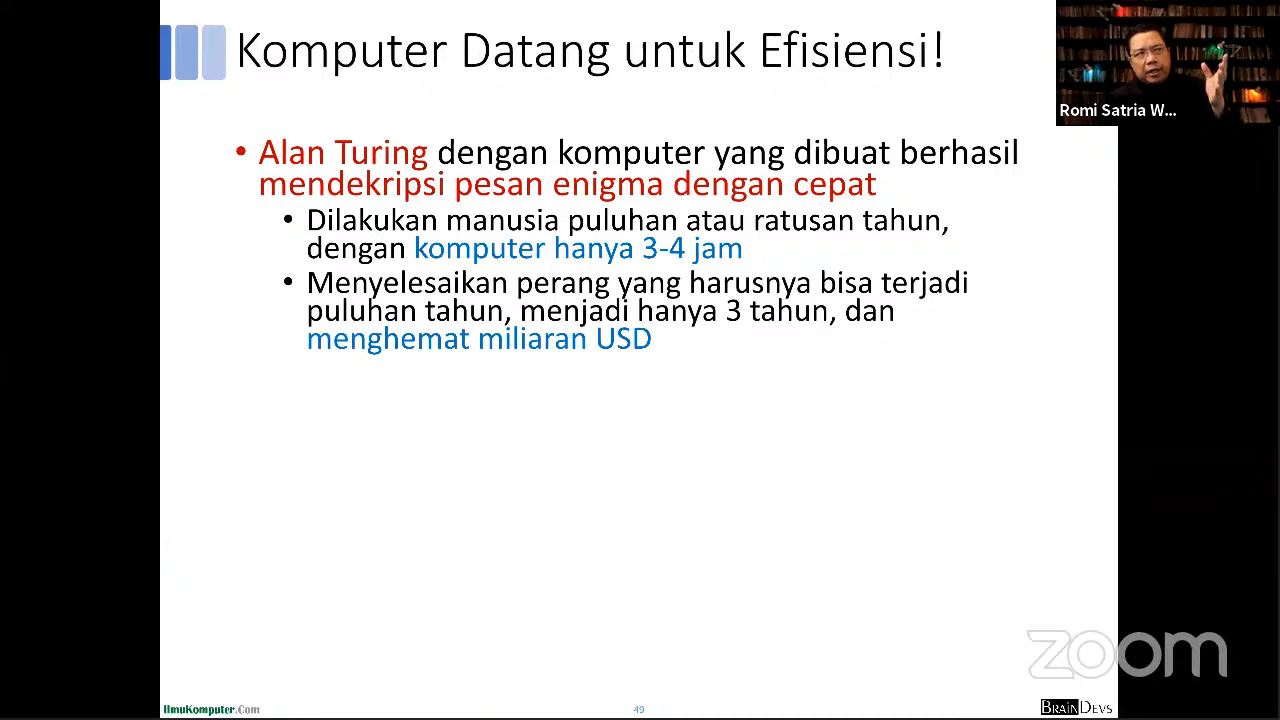 Komputer Datang untuk Efisiensi!
Romi Satria W...
• Alan Turing dengan komputer yang dibuat berhasil
mendekripsi pesan enigma dengan cepat
• Dilakukan manusia puluhan atau ratusan tahun,
dengan komputer hanya 3-4 jam
• Menyelesaikan perang yang harusnya bisa terjadi
puluhan tahun, menjadi hanya 3 tahun, dan
menghemat miliaran USD
zoom
IlmuKomputer.Com
49
BRAINDEVS